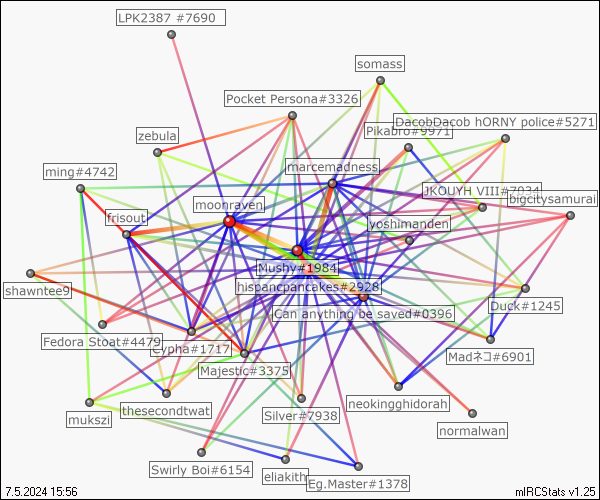 LPK2387 #7690
somass
Pocket Persona#3326
DacobDacob hORNY police#5271
Pikabro#9971
zebula
marcemadness
ming#4742
JKOUYH VIII#7034
bigcitysamurai
moonraven
frisout
yoshimanden
Mushy#1984
hispancpancakes#2928
shawntee9
Duck#1245
Can anything be saved#0396
Fedora Stoat#4479
Cypha#1717
Madネコ#6901
Majestic#3375
neokingghidorah
mukszi
thesecondtwat
Silver#7938
normalwan
Swirly Boi#6154
eliakith
Eg.Master#1378
7.5.2024 15:56
mIRCStats v1.25